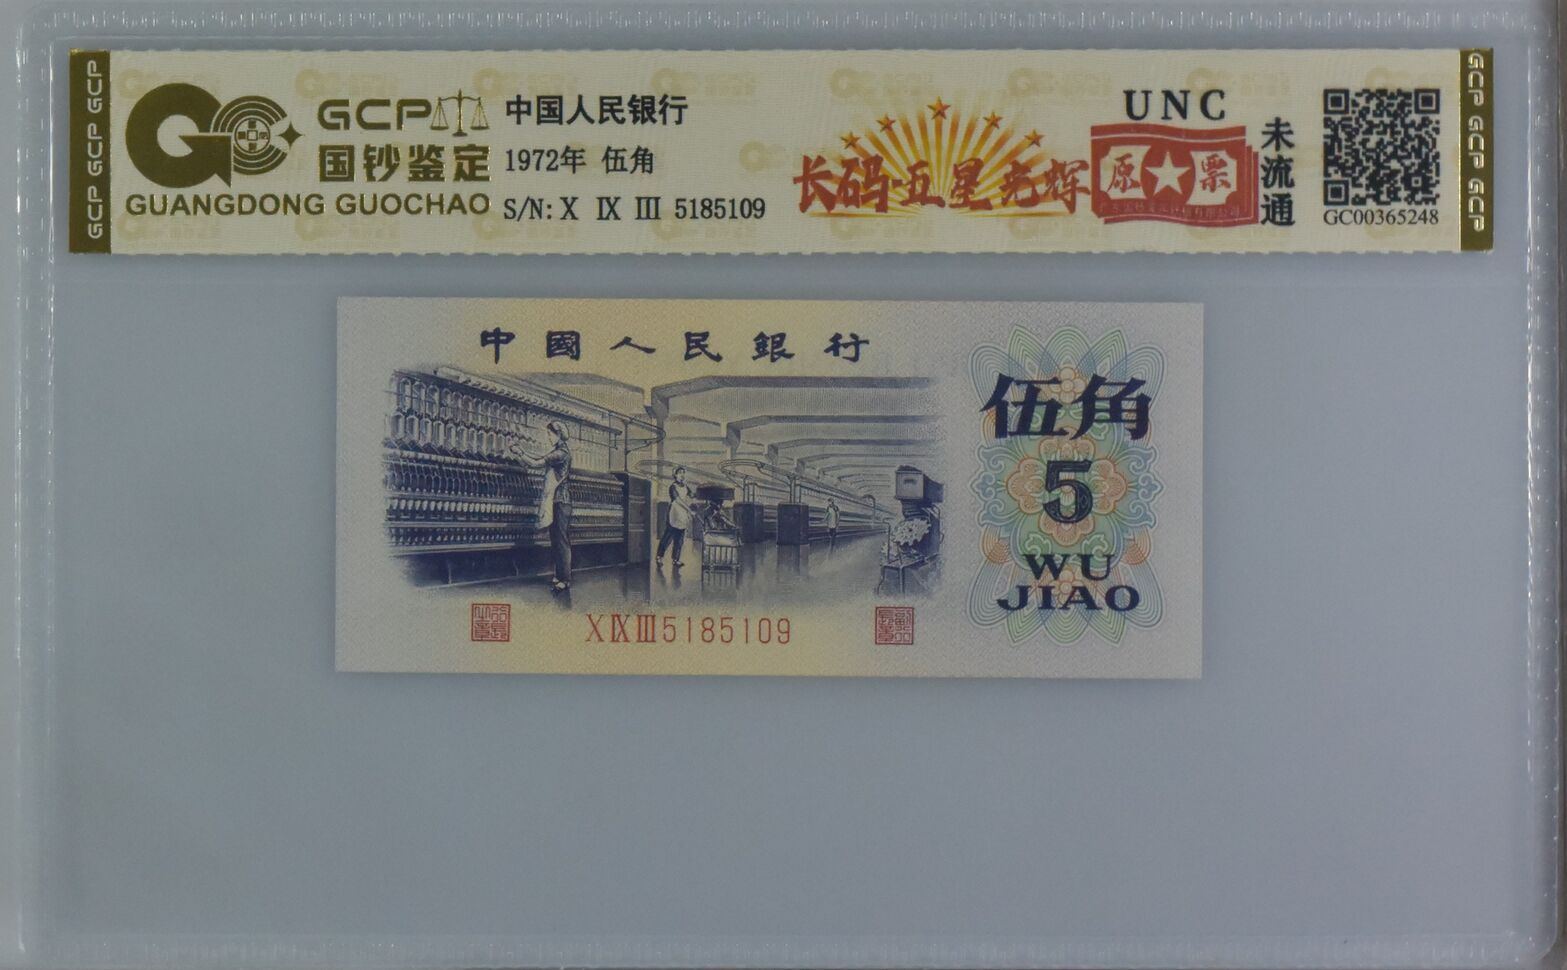 GCP GCP GCP
GCP
国钞鉴定
GUANGDONG GUOCHAO
中国人民银行
1972年 伍角
S/N: X IX III 5185109
长码五星光辉
UNC
原票
未流通
GC00365248
GCP GCP GCP
中國人民銀行
伍角
5
WU
JIAO
X IX III 5185109